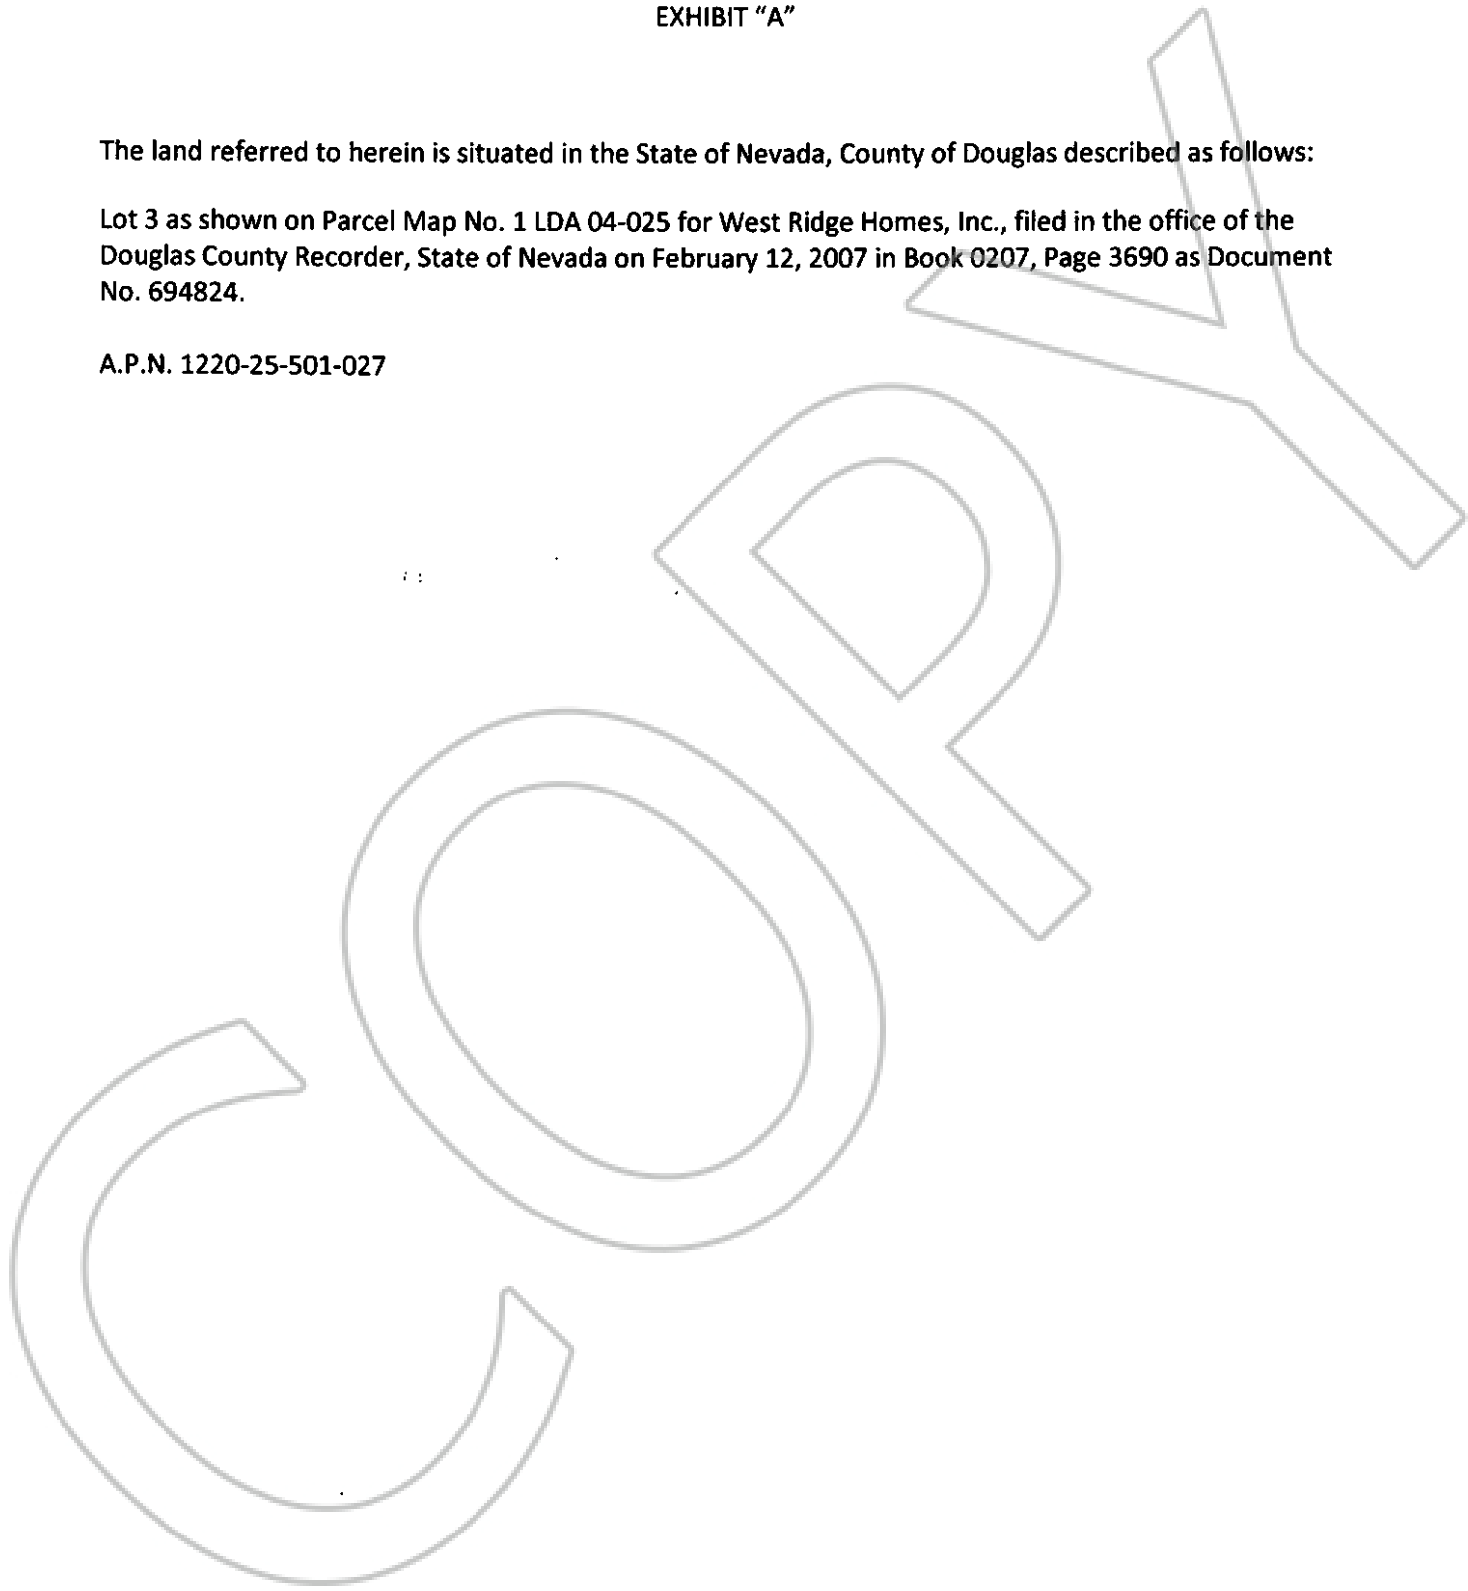 EXHIBIT “A”
The land referred to herein is situated in the State of Nevada, County of Douglas described as follows:
Lot 3 as shown on Parcel Map No. 1 LDA 04-025 for West Ridge Homes, Inc., filed in the office of the
Douglas County Recorder, State of Nevada on February 12, 2007 in Book 0207, Page 3690 as Document
No. 694824.
A.P.N. 1220-25-501-027
COPY